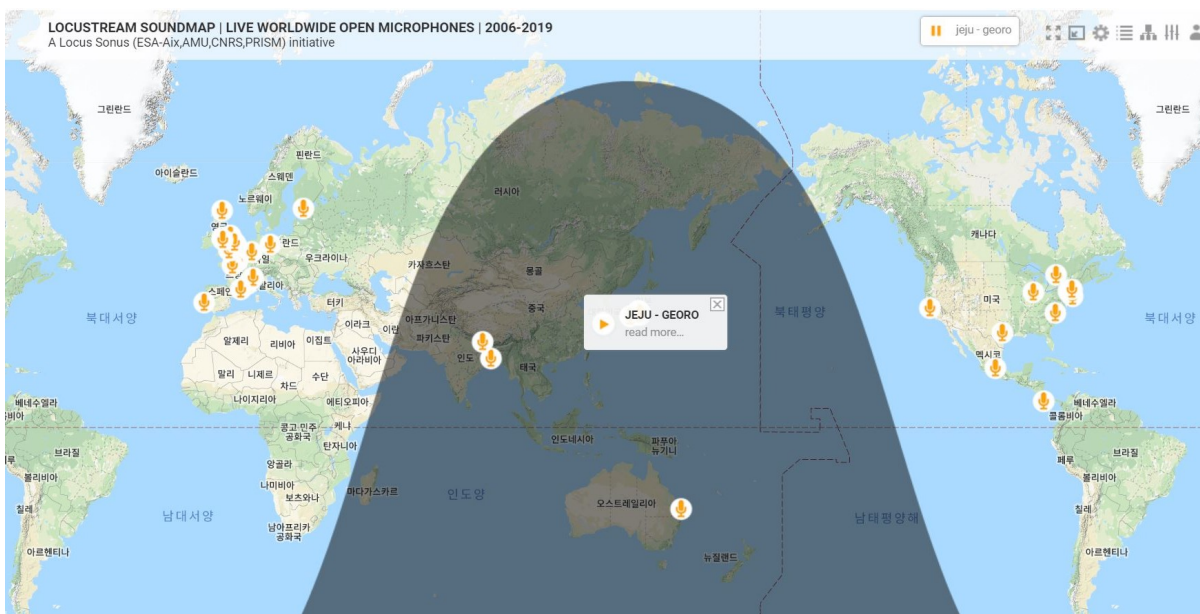 LOCUSTREAM SOUNDMAP | LIVE WORLDWIDE OPEN MICROPHONES | 2006-2019
A Locus Sonus (ESA-Aix,AMU,CNRS,PRISM) initiative
jeju - georo
그린란드
그린란드
핀란드
아이슬란드
스웨덴
러시아
노르웨이
캐나다
우크라이나
카자흐스탄
몽골
스페인
터키
중국
JEJU - GEORO
read more...
미국
북대서양
북태평양
북대서양
아프가니스탄
이라크
이란
알제리
리비아
이집트
파키스탄
사우디
아라비아
인도
태국
멕시코
말리
니제르
차드
수단
나이지리아
에티오피아
베네수엘라
베네수엘라
콜롬비아
콩고 민주
공화국
케냐
탄자니아
인도네시아
파푸아
뉴기니
브라질
브라질
페루
앙골라
볼리비아
볼리비아
나미비아
보츠와나
마다가스카르
인도양
오스트레일리아
칠레
칠레
남대서양
남태평양해
남아프리카
공화국
아르헨티나
아르헨티나
뉴질랜드